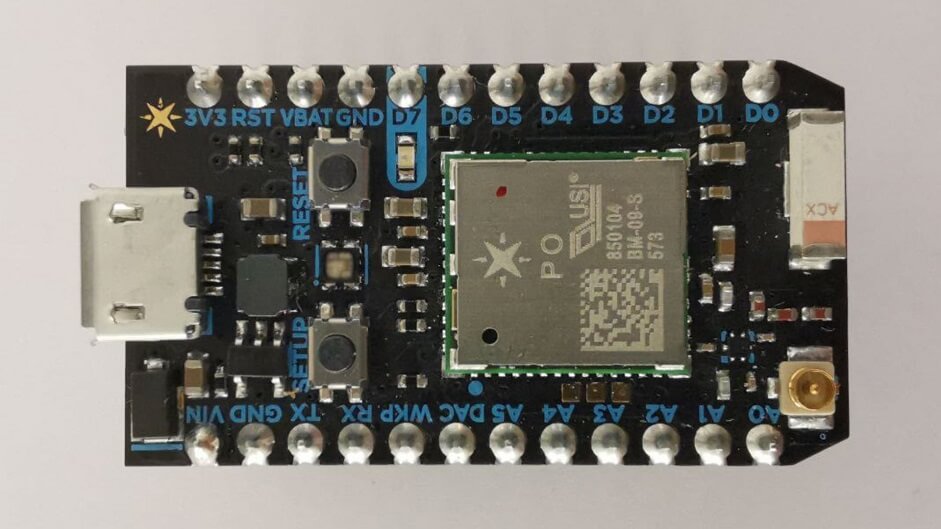 3V3 RST VBAT GND D7 D6 D5 D4 D3 D2 D1 D0
RESET
SETUP
PO
USI®
850104
BM-09-S
573
ACX
VIN GND TX RX WKP DAC A5 A4 A3 A2 A1 A0